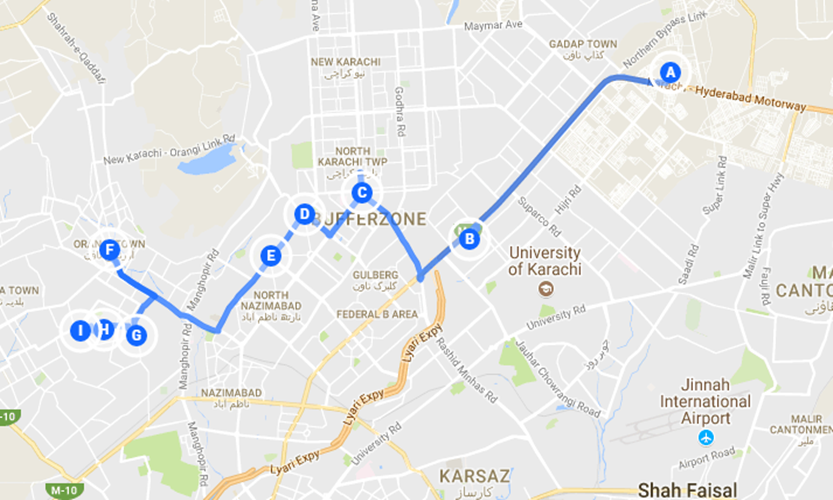 Maymar Ave
na Ave
Shahrah-e-Qaddafi
GADAP TOWN
گڈاپ ٹاؤن
Northern Bypass Link
A
Hyderabad Motorway
NEW KARACHI
نیو کراچی
Godhra Rd
New Karachi - Orangi Link Rd
NORTH
KARACHI TWP
C
D
BUFFERZONE
B
Suparco Rd
Hijri Rd
Super Link Rd
Malir Link to Super Hwy
F
E
Manghopir Rd
University
of Karachi
Saadi Rd
Fauji Rd
A TOWN
GULBERG
گلبرگ ٹاؤن
NORTH
NAZIMABAD
نارتھ ناظم آباد
FEDERAL B AREA
MA
CANTO
I
H
G
University Rd
Lyari Expy
Manghopir Rd
Rashid Minhas Rd
Jauhar Chowrangi Rd
NAZIMABAD
ناظم آباد
Lyari Expy
Jinnah
International
Airport
-10
Manghopir Rd
University Rd
MALIR
CANTONMEN
ملیر
Lyari Expy
Airport Road
KARSAZ
کارساز
M-10
Shah Faisal